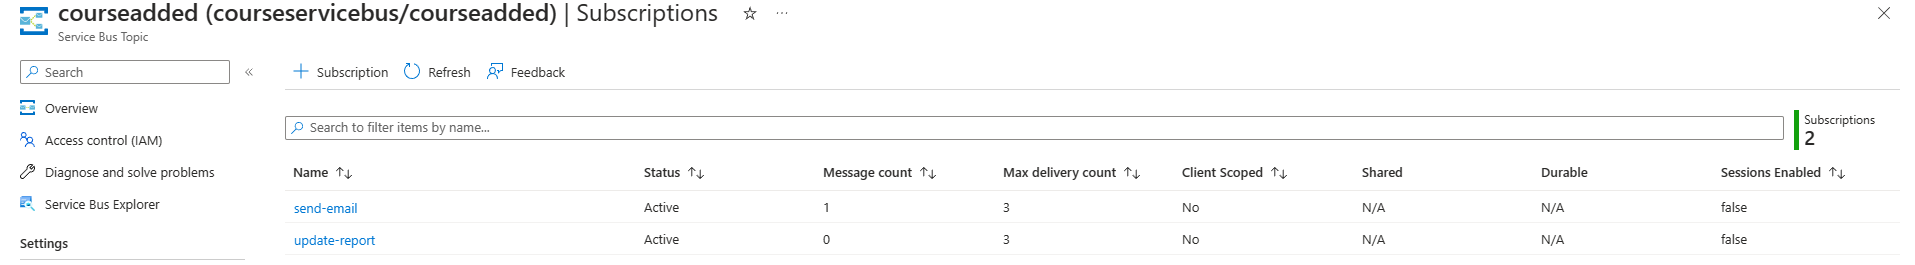 courseadded (courseservicebus/courseadded) | Subscriptions
Service Bus Topic
Search
Overview
Access control (IAM)
Diagnose and solve problems
Service Bus Explorer
Settings
Subscription Refresh Feedback
Search to filter items by name...
Subscriptions
2
Name Status Message count Max delivery count Client Scoped Shared Durable Sessions Enabled
send-email Active 1 3 No N/A N/A false
update-report Active 0 3 No N/A N/A false